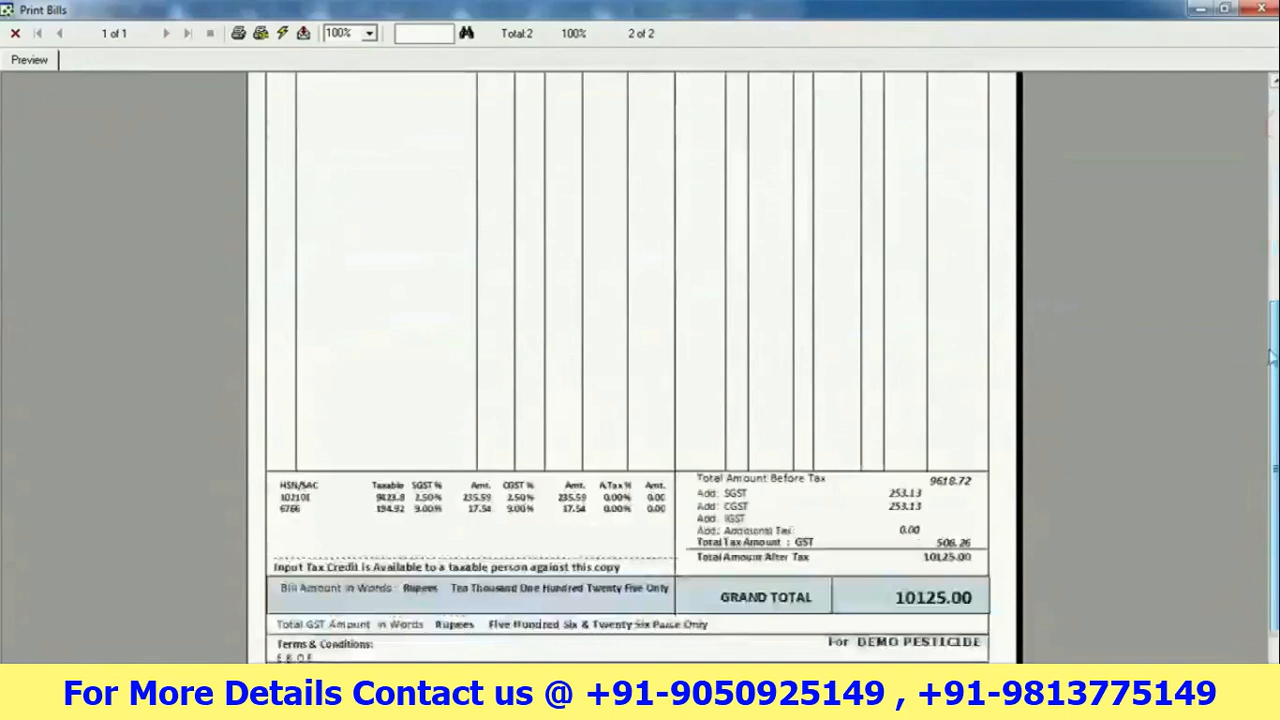 Print Bills
1 of 1 100% Total:2 100% 2 of 2
Preview
HSN/SAC Taxable SGST % Amt. CGST % Amt. A.Tax % Amt.
102101 9423.8 2.50% 235.59 2.50% 235.59 0.00% 0.00
6766 194.92 9.00% 17.54 9.00% 17.54 0.00% 0.00
Input Tax Credit is Available to a taxable person against this copy
Total Amount Before Tax 9618.72
Add: SGST 253.13
Add: CGST 253.13
Add: IGST
Add: Additional Tax: 0.00
Total Tax Amount : GST 506.26
Total Amount After Tax 10125.00
Bill Amount in Words Rupees Ten Thousand One Hundred Twenty Five Only
GRAND TOTAL 10125.00
Total GST Amount in Words Rupees Five Hundred Six & Twenty Six Paise Only
Terms & Conditions: For DEMO PESTICIDE
E & O E
For More Details Contact us @ +91-9050925149 , +91-9813775149